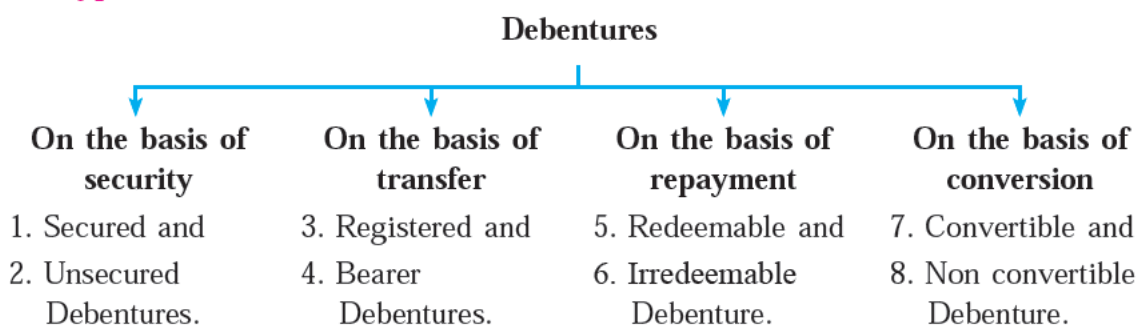 Debentures
On the basis of
security
1. Secured and
2. Unsecured
Debentures.
On the basis of
transfer
3. Registered and
4. Bearer
Debentures.
On the basis of
repayment
5. Redeemable and
6. Irredeemable
Debenture.
On the basis of
conversion
7. Convertible and
8. Non convertible
Debenture.